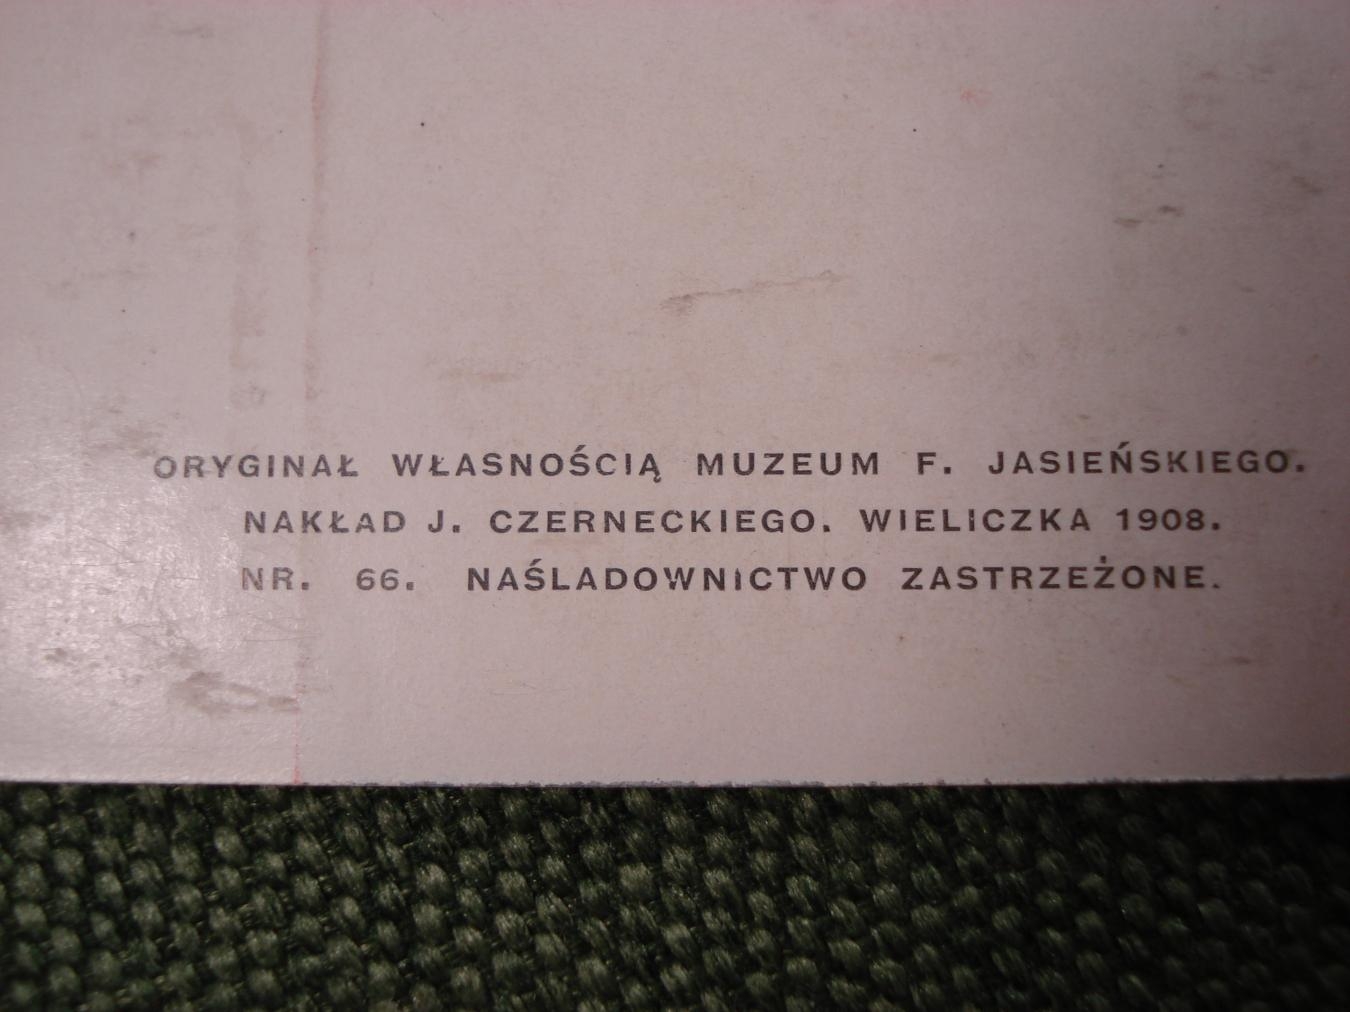 ORYGINAŁ WŁASNOŚCIĄ MUZEUM F. JASIEŃSKIEGO.
NAKŁAD J. CZERNECKIEGO. WIELICZKA 1908.
NR. 66. NAŚLADOWNICTWO ZASTRZEŻONE.